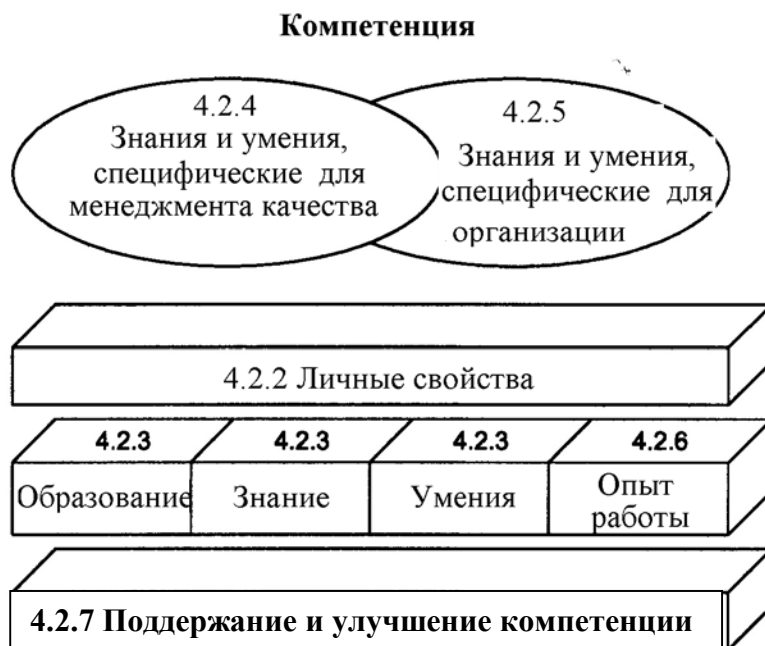 Компетенция
4.2.4
Знания и умения,
специфические для
менеджмента качества
4.2.5
Знания и умения,
специфические для
организации
4.2.2 Личные свойства
4.2.3
4.2.3
4.2.3
4.2.6
Образование
Знание
Умения
Опыт
работы
4.2.7 Поддержание и улучшение компетенции